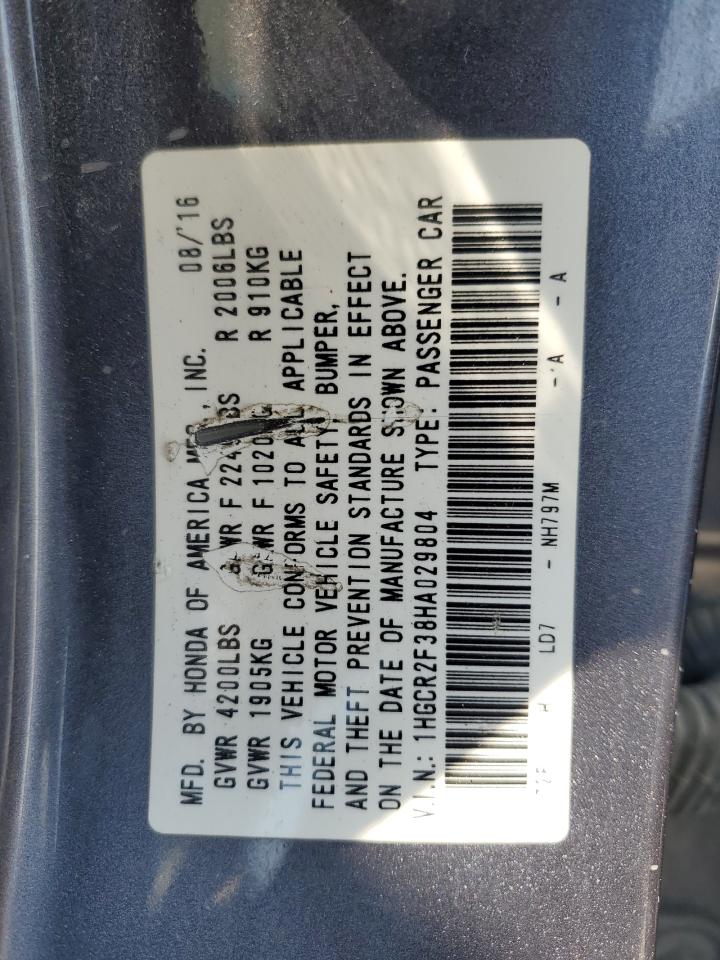 MFD. BY HONDA OF AMERICA INC. 08/'16
GVWR 4200LBS F R 2006LBS
GVWR 1905KG F R 910KG
THIS VEHICLE CONFORMS TO ALL APPLICABLE
FEDERAL MOTOR VEHICLE SAFETY, BUMPER,
AND THEFT PREVENTION STANDARDS IN EFFECT
ON THE DATE OF MANUFACTURE SHOWN ABOVE.
V.I.N.: 1HGCR2F38HA029804 TYPE: PASSENGER CAR
LD7 - NH797M - A - A